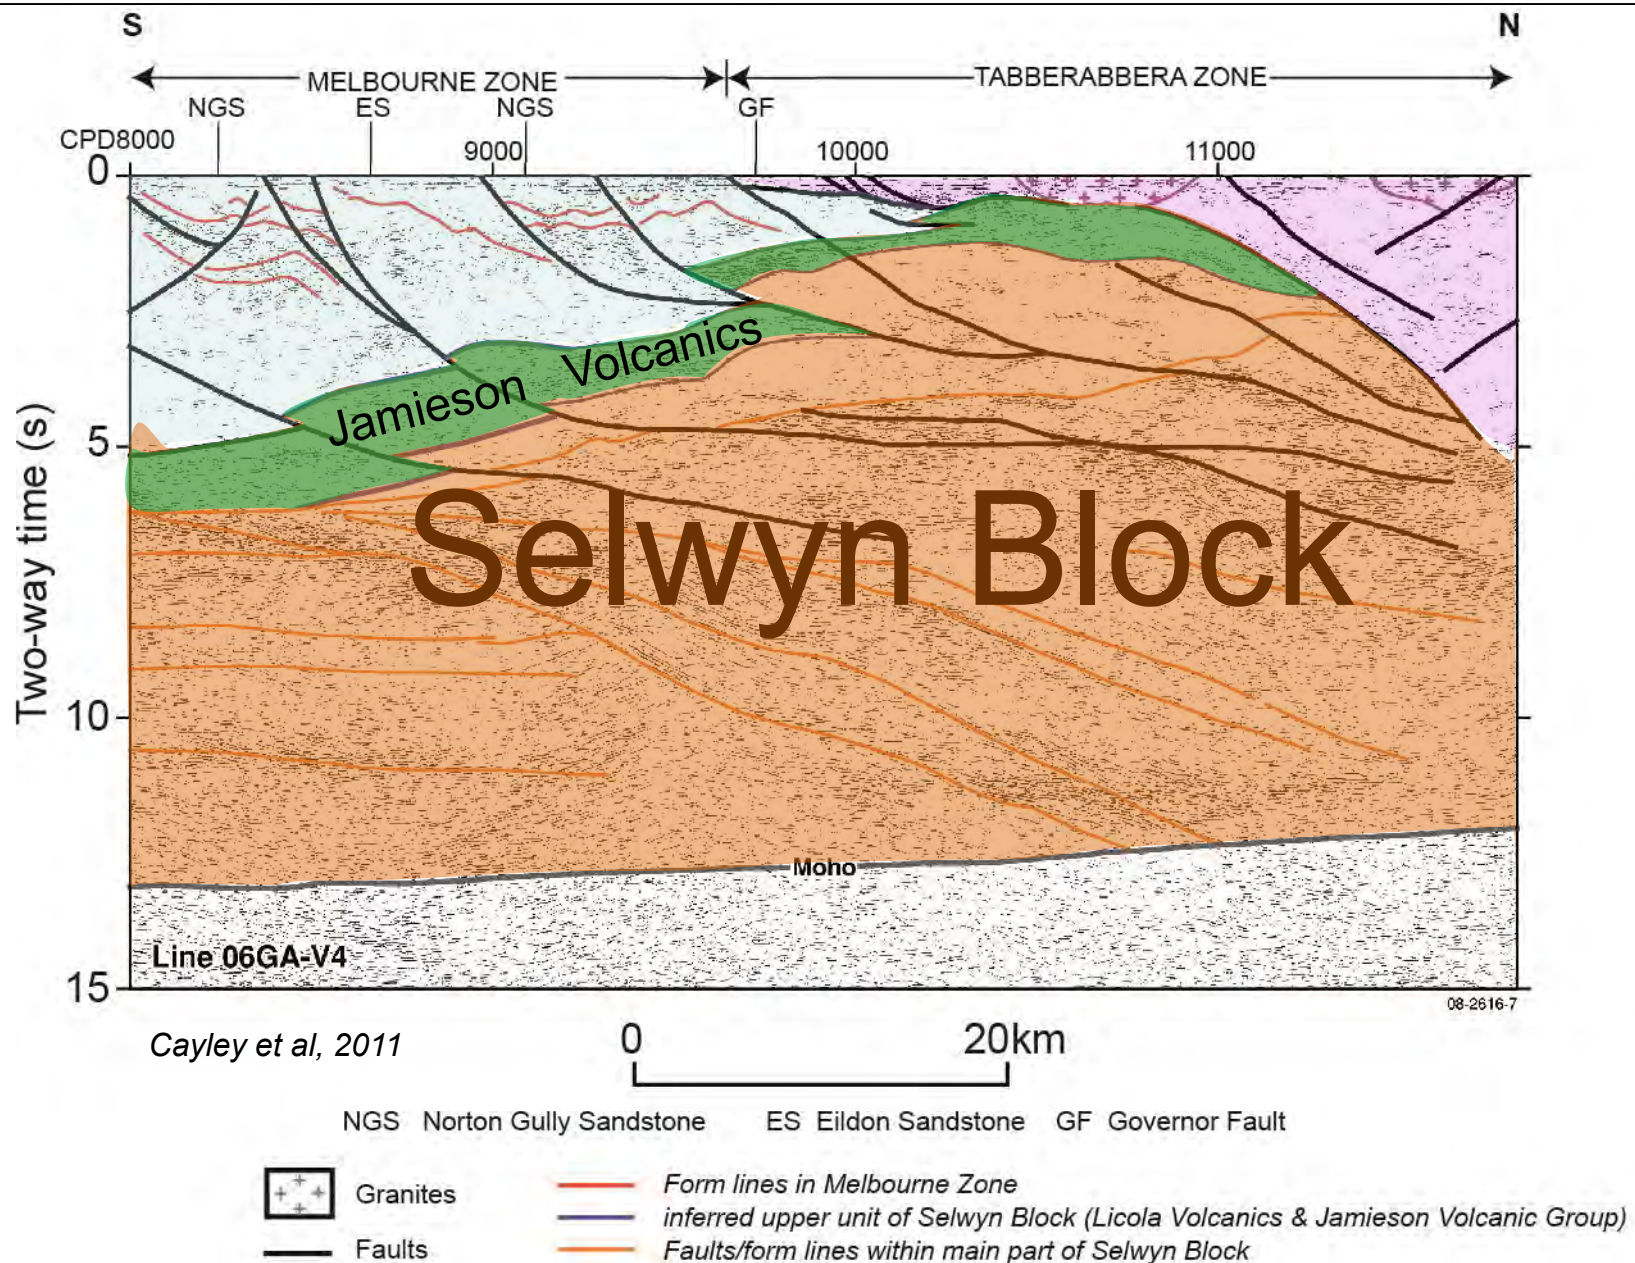 S N
MELBOURNE ZONE TABBERABBERA ZONE
NGS ES NGS GF
CPD8000 9000 10000 11000
0
Jamieson Volcanics
5
Selwyn Block
10
Two-way time (s)
Moho
Line 06GA-V4
15
08-2616-7
Cayley et al, 2011
0 20km
NGS Norton Gully Sandstone ES Eildon Sandstone GF Governor Fault
Granites Form lines in Melbourne Zone
inferred upper unit of Selwyn Block (Licola Volcanics & Jamieson Volcanic Group)
Faults Faults/form lines within main part of Selwyn Block